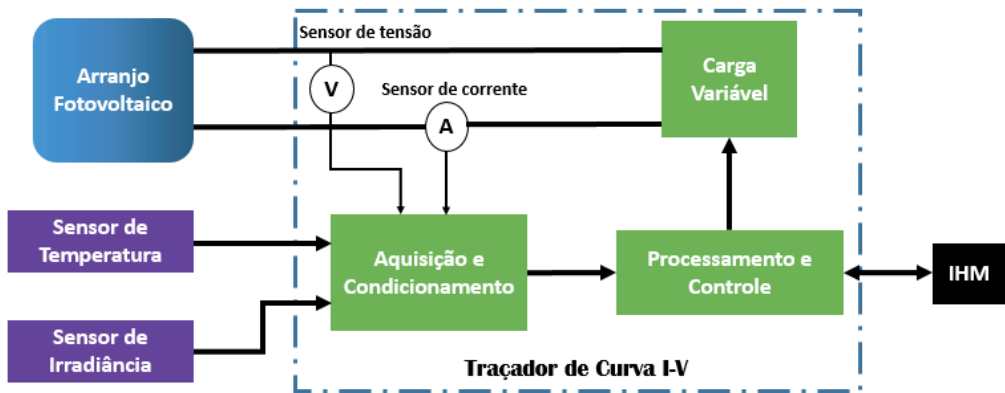 Sensor de tensão
Arranjo
Fotovoltaico
V
Sensor de corrente
A
Carga
Variável
Sensor de
Temperatura
Aquisição e
Condicionamento
Processamento e
Controle
IHM
Sensor de
Irradiância
Traçador de Curva I-V